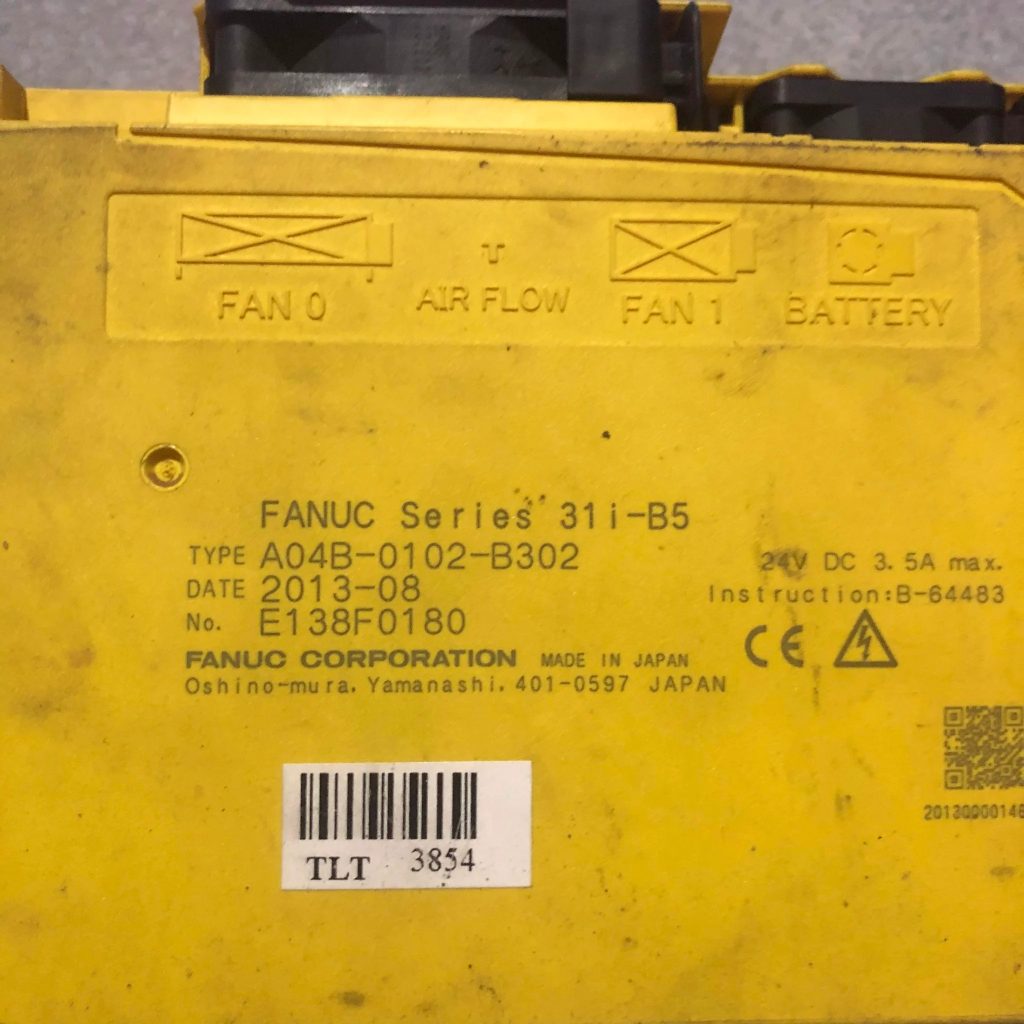 FAN 0
AIR FLOW
FAN 1
BATTERY
FANUC Series 31i-B5
TYPE A04B-0102-B302
24V DC 3.5A max.
DATE 2013-08
Instruction:B-64483
No. E138F0180
FANUC CORPORATION MADE IN JAPAN
CE
Oshino-mura, Yamanashi. 401-0597 JAPAN
TLT 3854